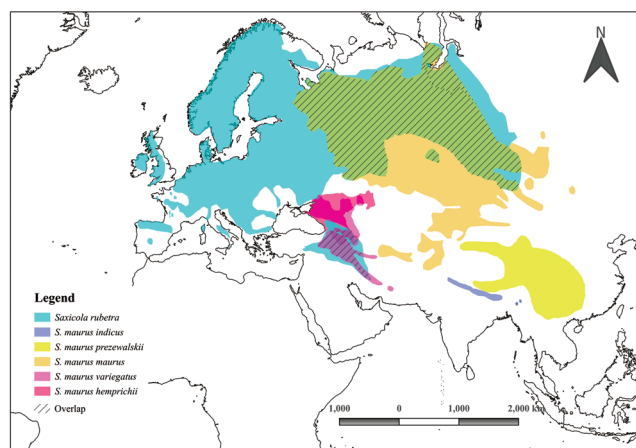 N
Legend
Saxicola rubetra
S. maurus indicus
S. maurus prezewalskii
S. maurus maurus
S. maurus variegatus
S. maurus hemprichii
Overlap
1,000 0 1,000 2,000 km